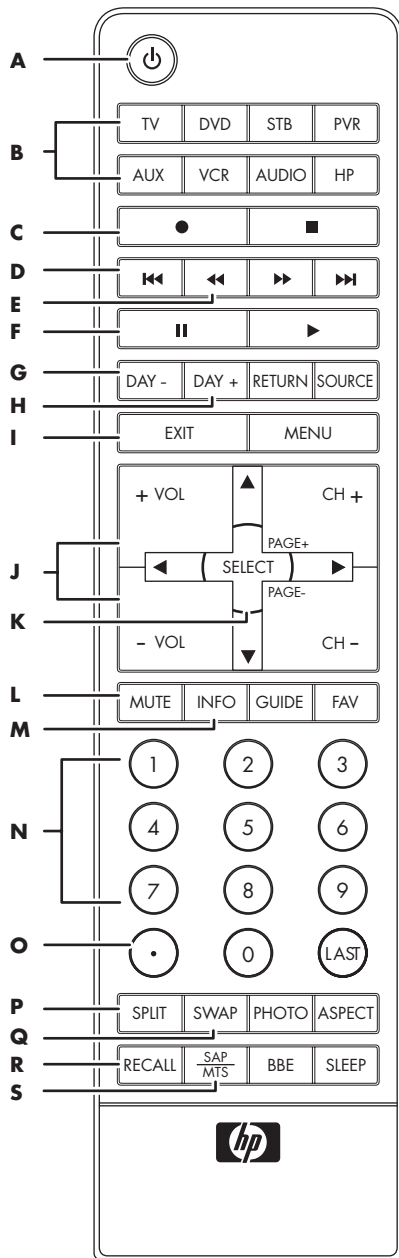 A
TV DVD STB PVR
B
AUX VCR AUDIO HP
C
D
E
F
G DAY - DAY + RETURN SOURCE
H
I EXIT MENU
+ VOL CH +
PAGE+
J SELECT
PAGE-
K
– VOL CH –
L MUTE INFO GUIDE FAV
M
1 2 3
N 4 5 6
7 8 9
O . 0 LAST
P SPLIT SWAP PHOTO ASPECT
Q
R RECALL SAP BBE SLEEP
MTS
S
hp